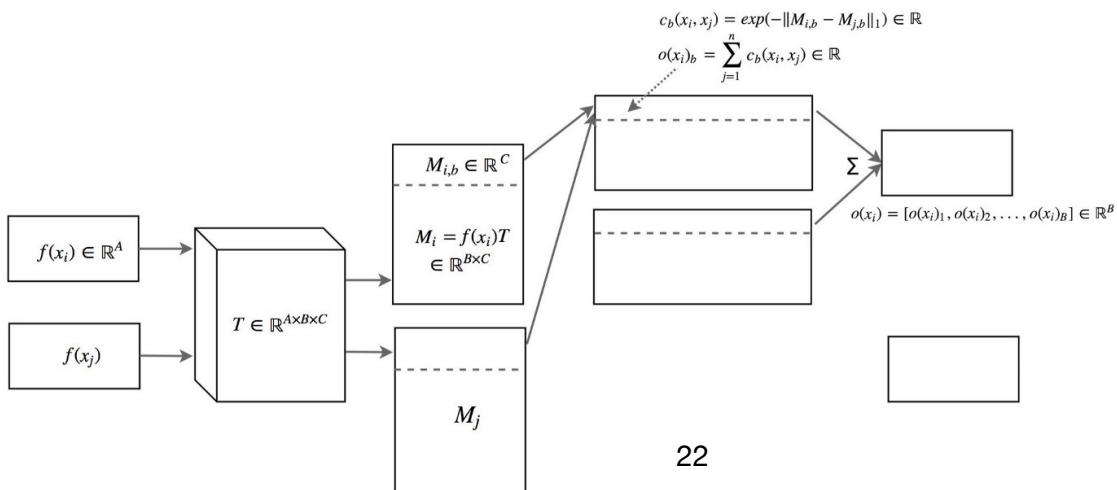 c_b(x_i, x_j) = exp(−‖M_{i,b} − M_{j,b}‖_1) ∈ ℝ
o(x_i)_b = ∑_{j=1}^{n} c_b(x_i, x_j) ∈ ℝ
M_{i,b} ∈ ℝ^C
Σ
o(x_i) = [o(x_i)_1, o(x_i)_2, . . . , o(x_i)_B] ∈ ℝ^B
f(x_i) ∈ ℝ^A
M_i = f(x_i)T
∈ ℝ^{B×C}
T ∈ ℝ^{A×B×C}
f(x_j)
M_j
22